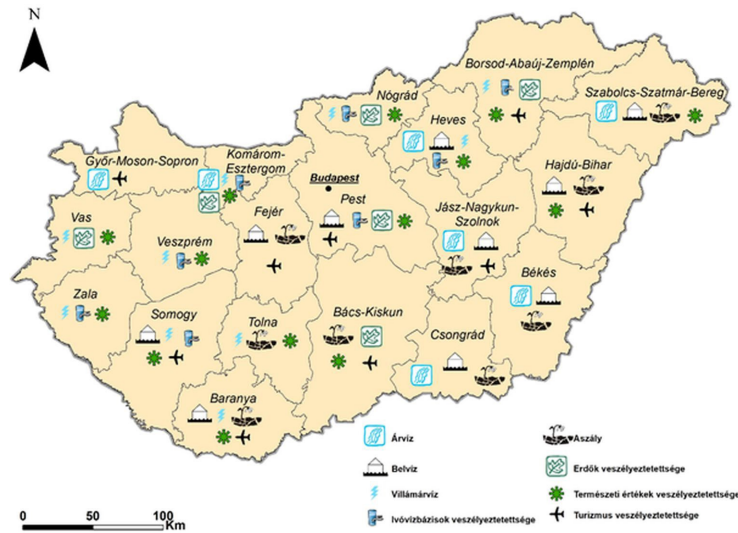 N
Borsod-Abaúj-Zemplén
Szabolcs-Szatmár-Bereg
Nógrád
Heves
Győr-Moson-Sopron
Komárom-
Esztergom
Hajdú-Bihar
Budapest
Pest
Vas
Fejér
Jász-Nagykun-
Szolnok
Veszprém
Békés
Zala
Somogy
Tolna
Bács-Kiskun
Csongrád
Baranya
Árvíz
Aszály
Belvíz
Erdők veszélyeztetettsége
Villámárvíz
Természeti értékek veszélyeztetettsége
Ivóvízbázisok veszélyeztetettsége
Turizmus veszélyeztetettsége
0 50 100
Km